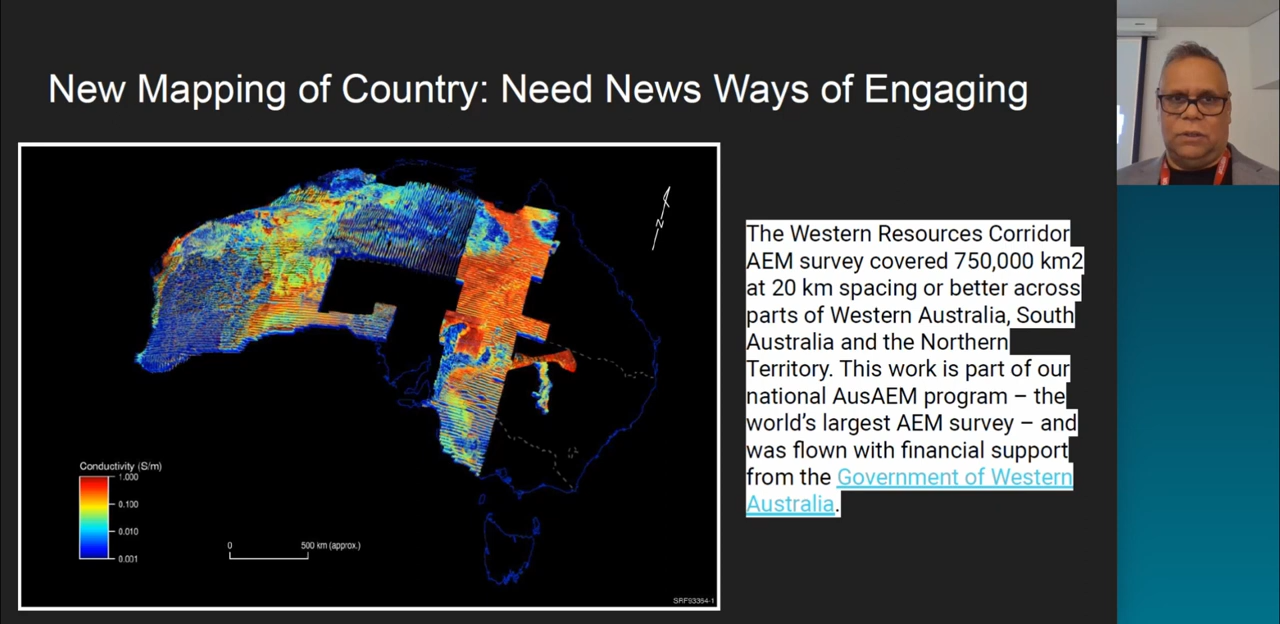 New Mapping of Country: Need News Ways of Engaging
The Western Resources Corridor
AEM survey covered 750,000 km2
at 20 km spacing or better across
parts of Western Australia, South
Australia and the Northern
Territory. This work is part of our
national AusAEM program – the
world's largest AEM survey – and
was flown with financial support
from the Government of Western
Australia.
N
Conductivity (S/m)
1.000
0.100
0.010
0.001
0 500 km (approx.)
SRF93364-1